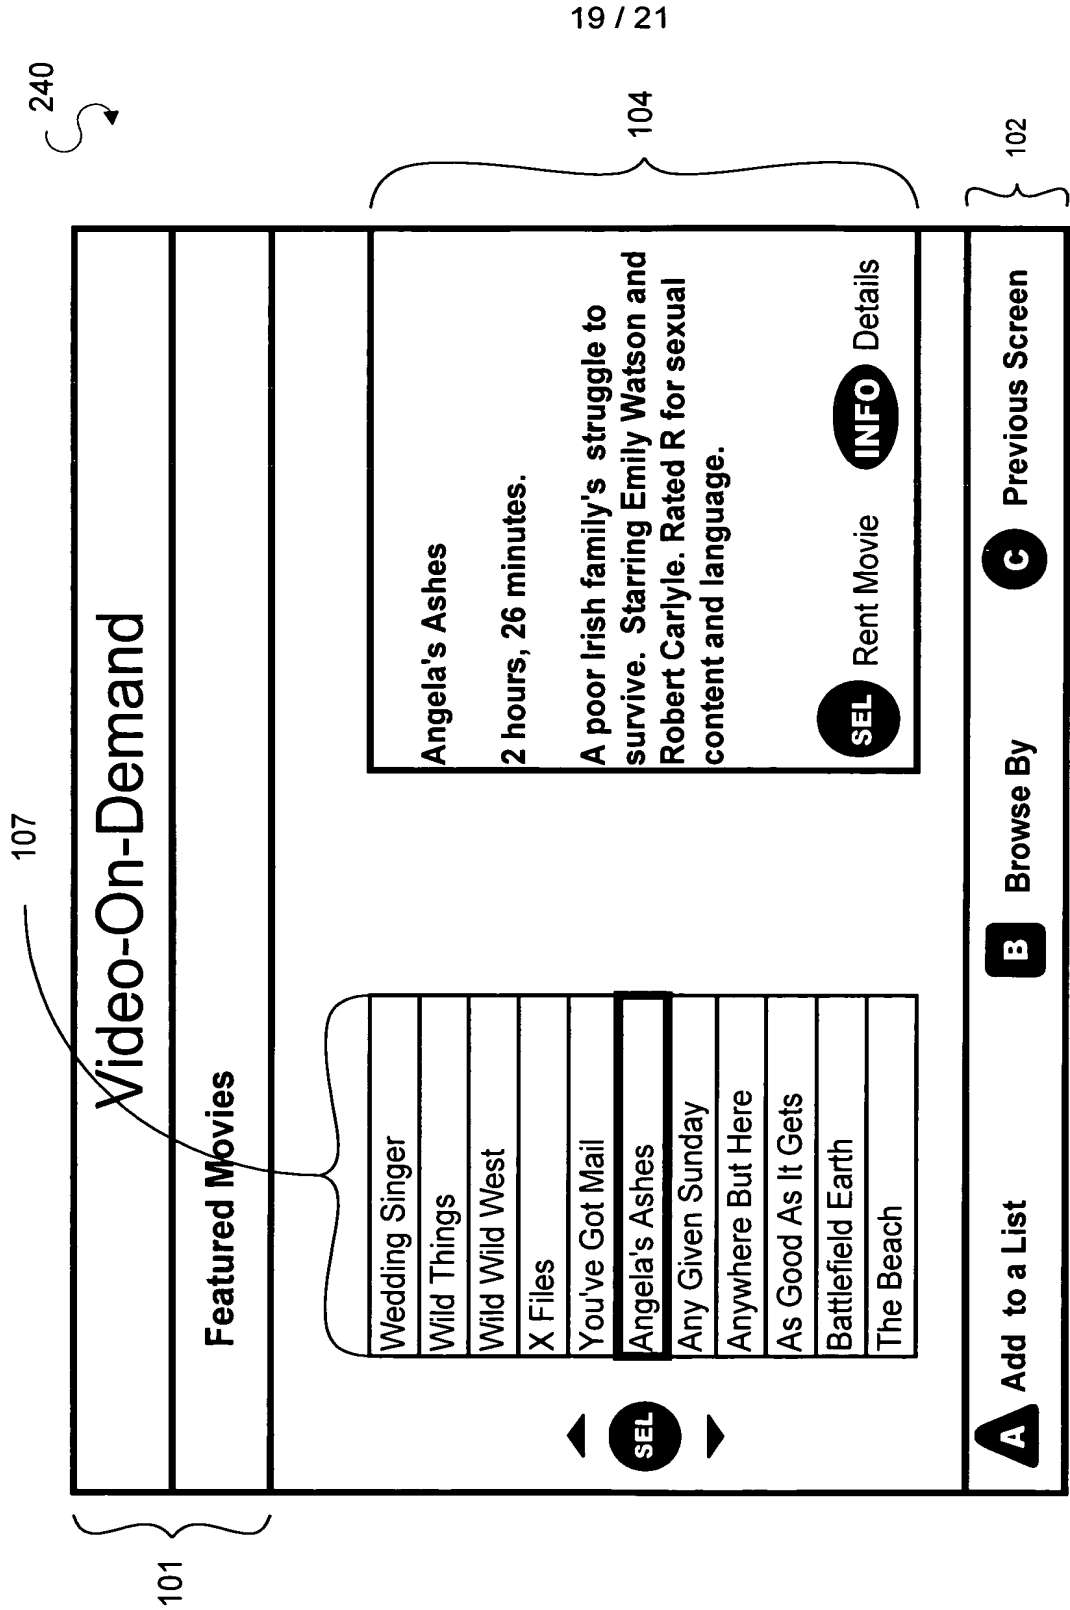 19 / 21
240
107
Video-On-Demand
101
Featured Movies
Wedding Singer
Wild Things
Wild Wild West
X Files
You've Got Mail
Angela's Ashes
Any Given Sunday
Anywhere But Here
As Good As It Gets
Battlefield Earth
The Beach
SEL
104
Angela's Ashes
2 hours, 26 minutes.
A poor Irish family's struggle to
survive. Starring Emily Watson and
Robert Carlyle. Rated R for sexual
content and language.
SEL Rent Movie INFO Details
A Add to a List B Browse By C Previous Screen
102